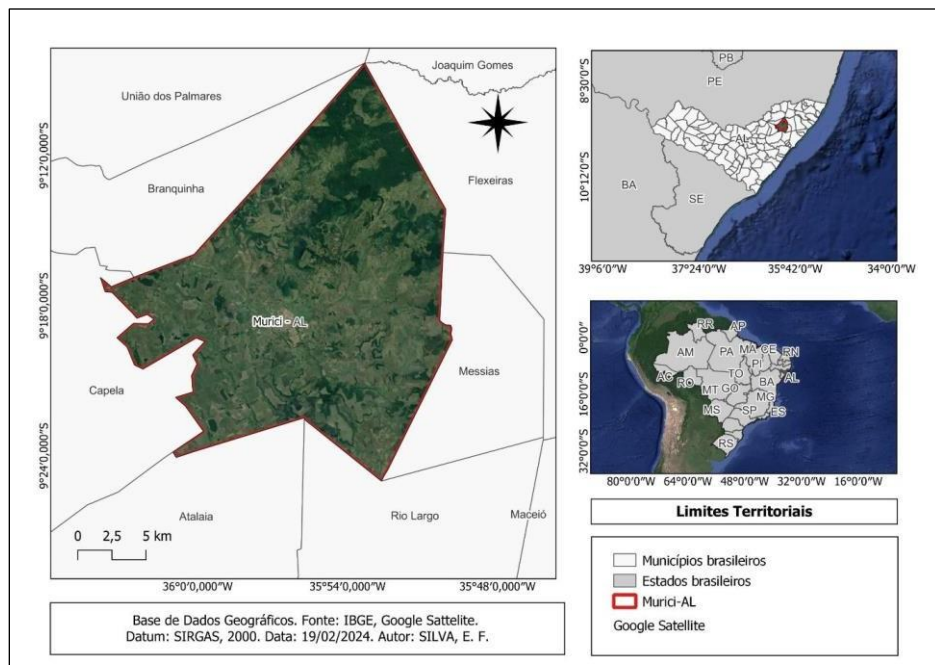 União dos Palmares
Joaquim Gomes
Branquinha
Flexeiras
Murici - AL
Capela
Messias
Atalaia
Rio Largo
Maceió
0 2,5 5 km
9°12'0,000"S
9°18'0,000"S
9°24'0,000"S
36°0'0,000"W 35°54'0,000"W 35°48'0,000"W
Base de Dados Geográficos. Fonte: IBGE, Google Sattelite.
Datum: SIRGAS, 2000. Data: 19/02/2024. Autor: SILVA, E. F.
PB
PE
AL
BA
SE
8°30'0"S
10°12'0"S
39°6'0"W 37°24'0"W 35°42'0"W 34°0'0"W
RR AP
AM PA MA CE RN
PI
AC RO TO AL
MT GO BA
MG
MS SP ES
RS
0°0'0"
16°0'0"S
32°0'0"S
80°0'0"W 64°0'0"W 48°0'0"W 32°0'0"W 16°0'0"W
Limites Territoriais
Municípios brasileiros
Estados brasileiros
Murici-AL
Google Satellite